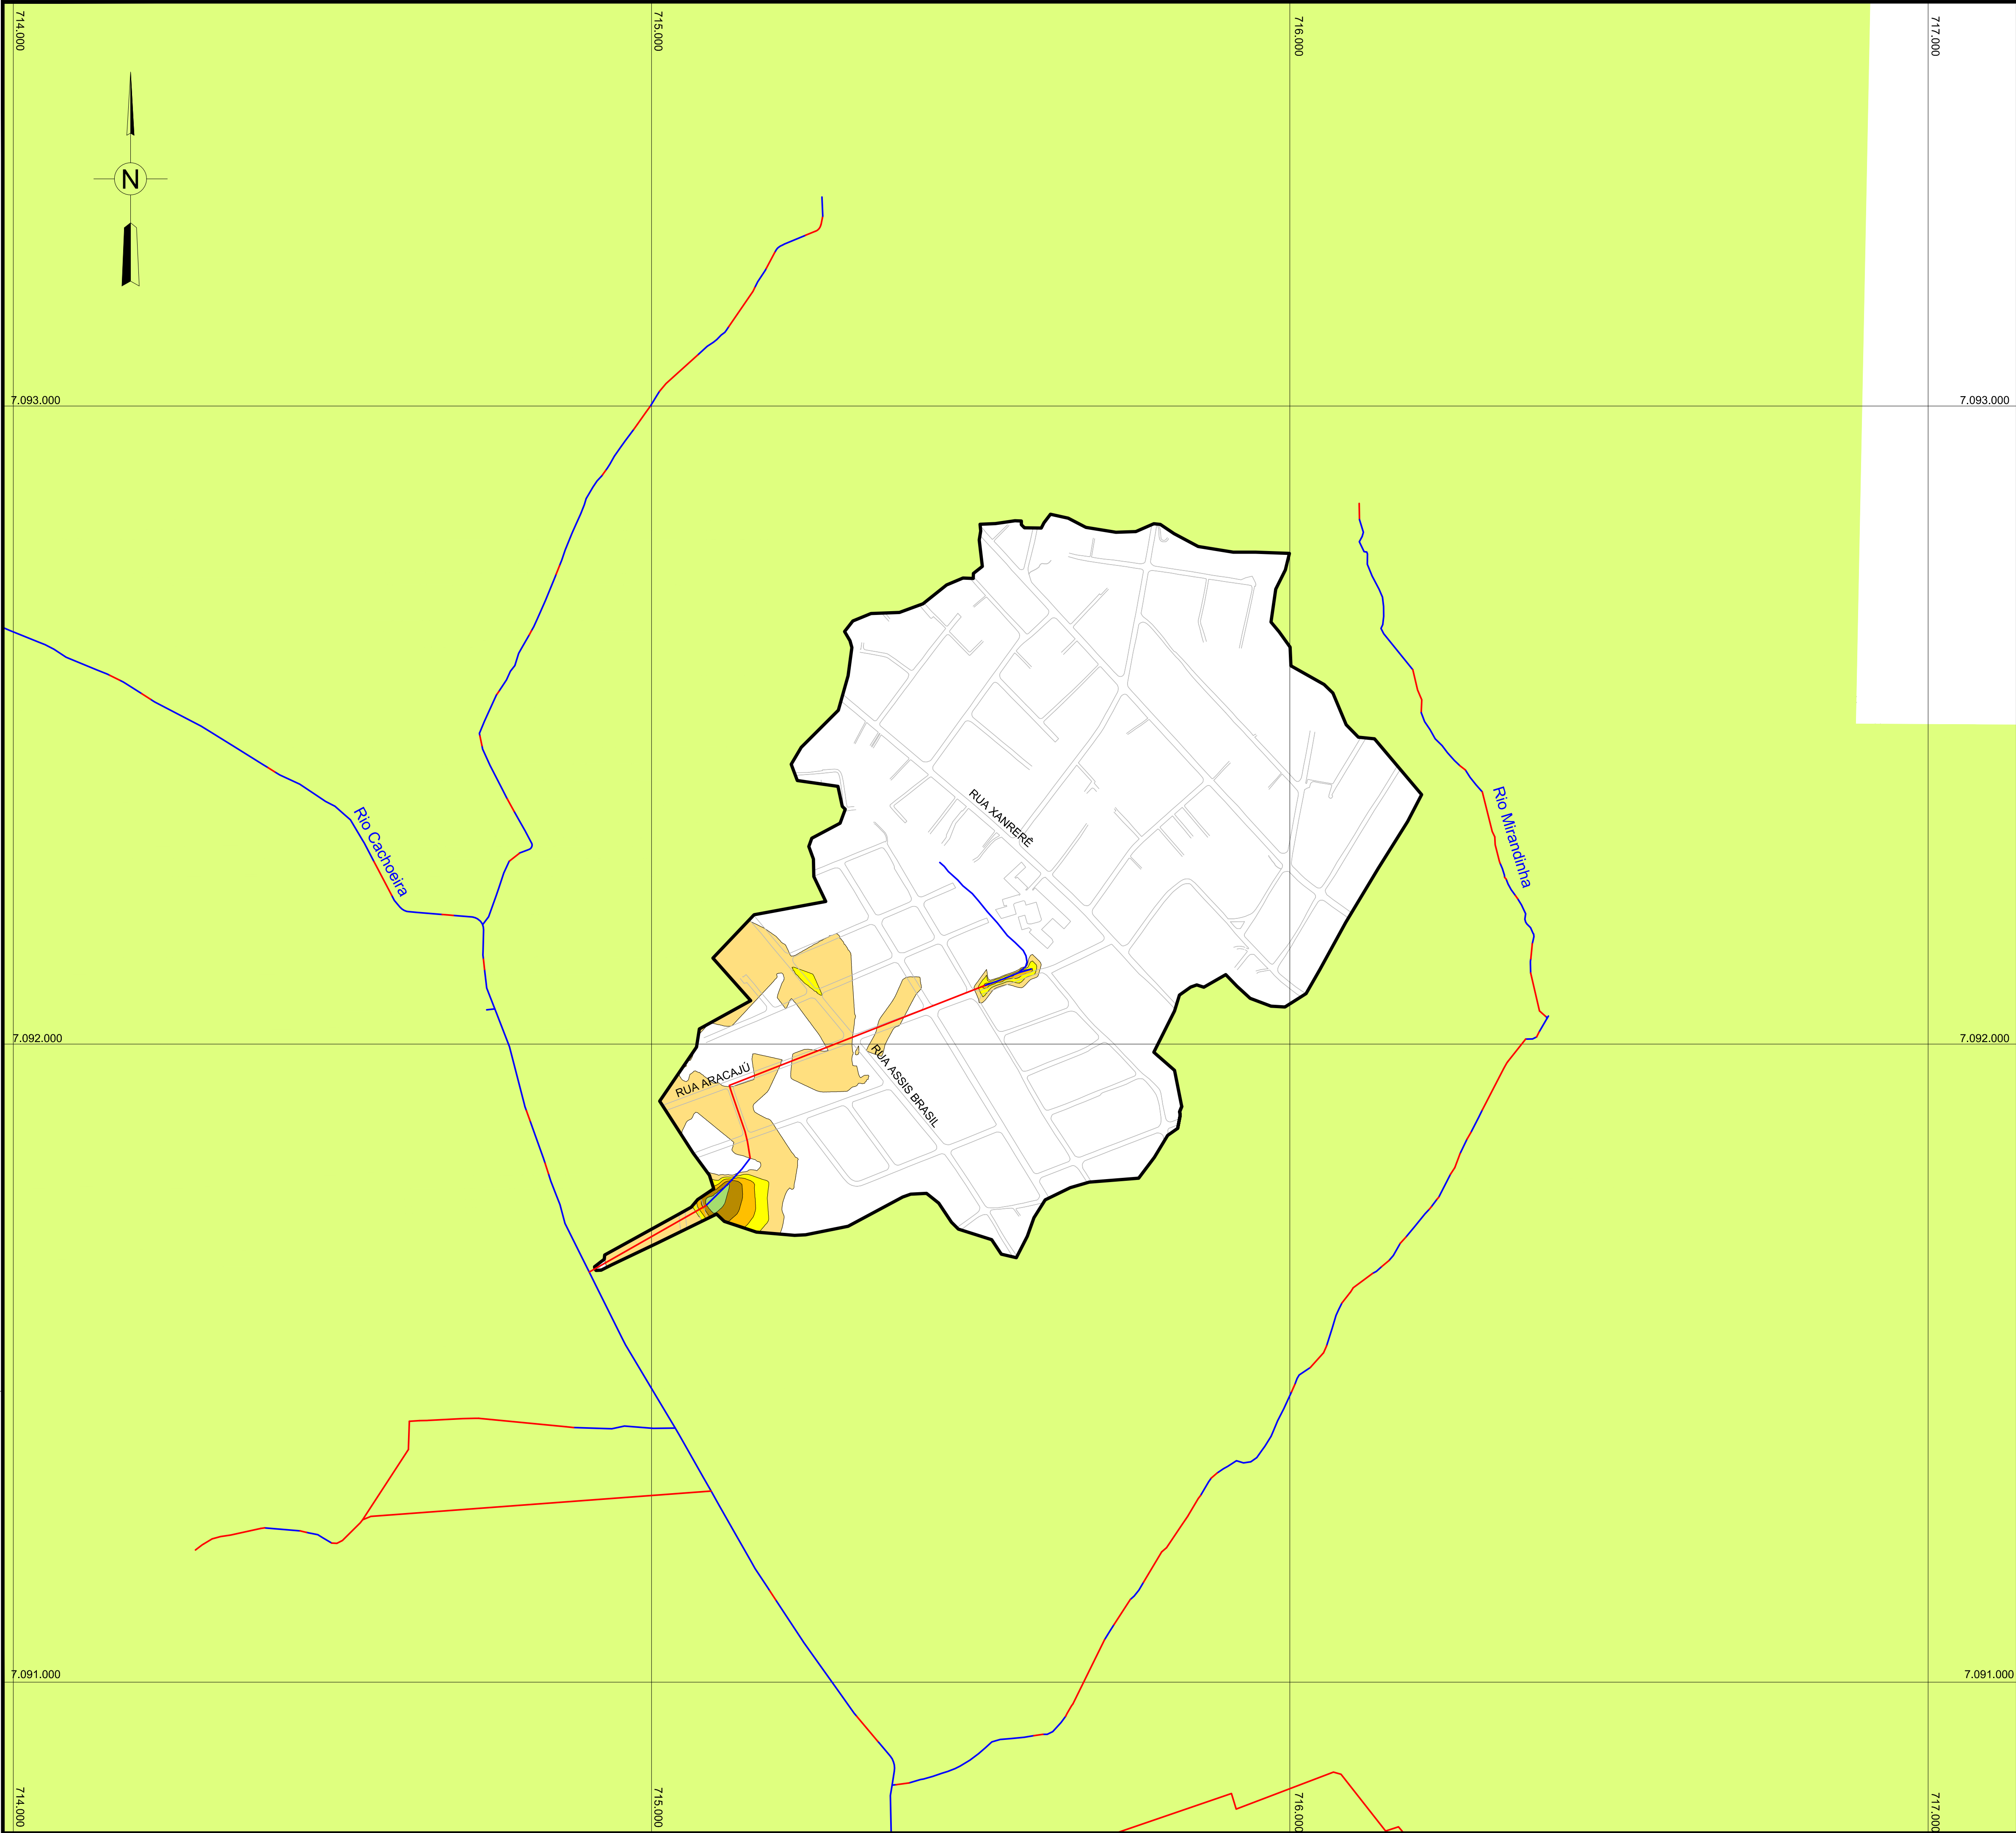 714.000
715.000
716.000
717.000
N
7.093.000
7.093.000
Rio Cachoeira
RUA XANRERÊ
Rio Mirandinha
7.092.000
7.092.000
RUA ARACAJÚ
RUA ASSIS BRASIL
7.091.000
7.091.000
714.000
715.000
716.000
717.000